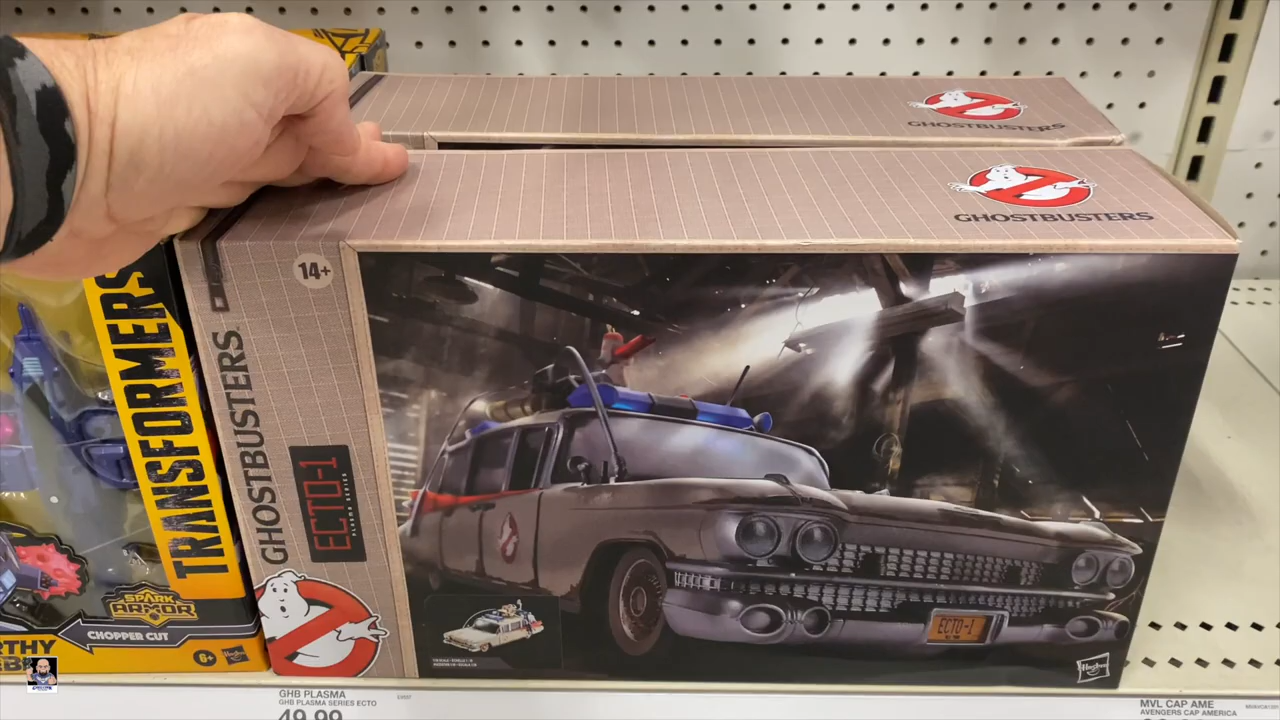 GHOSTBUSTERS
GHOSTBUSTERS
14+
GHOSTBUSTERS
ECTO-1
PLASMA SERIES
ECTO-1
Hasbro
TRANSFORMERS
SPARK
ARMOR
CHOPPER CUT
6+
Hasbro
GHB PLASMA
GHB PLASMA SERIES ECTO
49.99
MVL CAP AME
AVENGERS CAP AMERICA